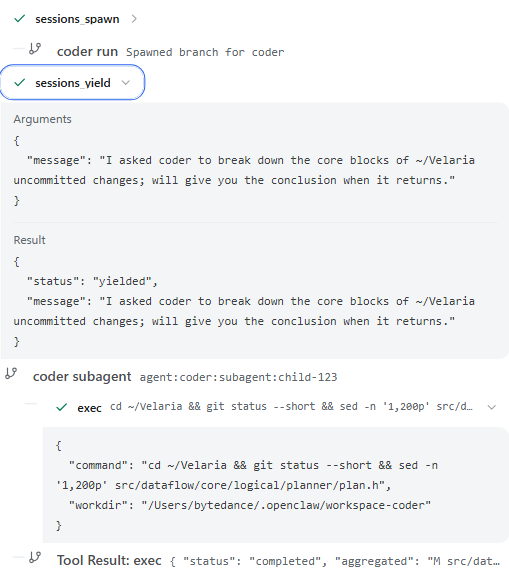 sessions_spawn
coder run Spawned branch for coder
sessions_yield
Arguments
{
"message": "I asked coder to break down the core blocks of ~/Velaria
uncommitted changes; will give you the conclusion when it returns."
}
Result
{
"status": "yielded",
"message": "I asked coder to break down the core blocks of ~/Velaria
uncommitted changes; will give you the conclusion when it returns."
}
coder subagent agent:coder:subagent:child-123
exec cd ~/Velaria && git status --short && sed -n '1,200p' src/d…
{
"command": "cd ~/Velaria && git status --short && sed -n
'1,200p' src/dataflow/core/logical/planner/plan.h",
"workdir": "/Users/bytedance/.openclaw/workspace-coder"
}
Tool Result: exec { "status": "completed", "aggregated": "M src/dat…